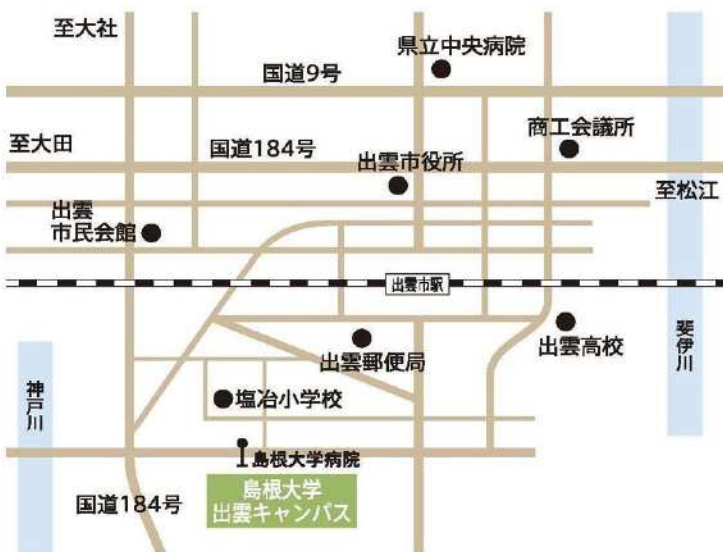 至大社
県立中央病院
国道9号
商工会議所
至大田
国道184号
出雲市役所
至松江
出雲
市民会館
出雲市駅
斐伊川
出雲高校
出雲郵便局
神戸川
塩冶小学校
島根大学病院
島根大学
出雲キャンパス
国道184号